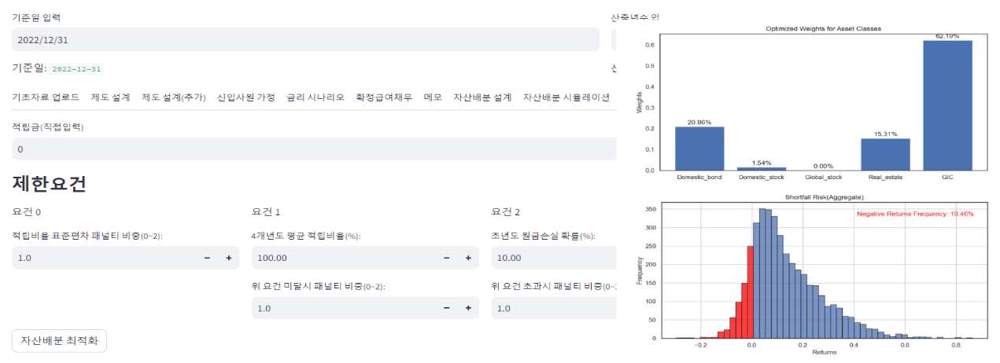 기준일 입력
2022/12/31
기준일: 2022-12-31
기초자료 업로드 제도 설계 제도 설계(추가) 신입사원 가정 금리 시나리오 확정급여채무 메모 자산배분 설계 자산배분 시뮬레이션
적립금(직접입력)
0
제한요건
요건 0 요건 1 요건 2
적립비율 표준편차 패널티 비중(0~2): 4개년도 평균 적립비율(%): 초년도 원금손실 확률(%):
1.0 − + 100.00 − + 10.00
위 요건 미달시 패널티 비중(0~2): 위 요건 초과시 패널티 비중(0~
1.0 − + 1.0
자산배분 최적화
Optimized Weights for Asset Classes
Weights
0.6
0.5
0.4
0.3
0.2
0.1
0.0
20.96% 1.54% 0.00% 15.31% 62.19%
Domestic_bond Domestic_stock Global_stock Real_estate GIC
Shortfall Risk(Aggregate)
Negative Returns Frequency: 10.46%
Frequency
350
300
250
200
150
100
50
0
−0.2 0.0 0.2 0.4 0.6 0.8
Returns